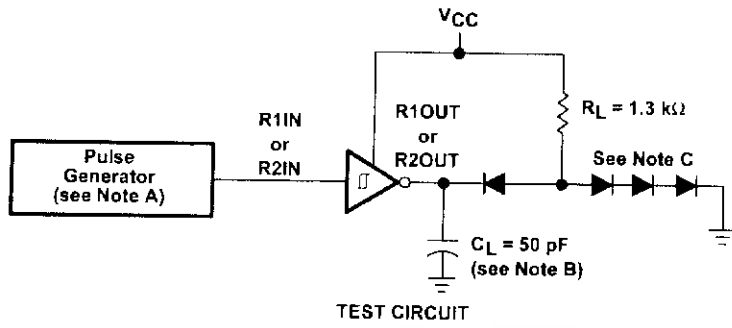 VCC
RL = 1.3 kΩ
R1IN
or
R2IN
R1OUT
or
R2OUT
Pulse
Generator
(see Note A)
See Note C
CL = 50 pF
(see Note B)
TEST CIRCUIT